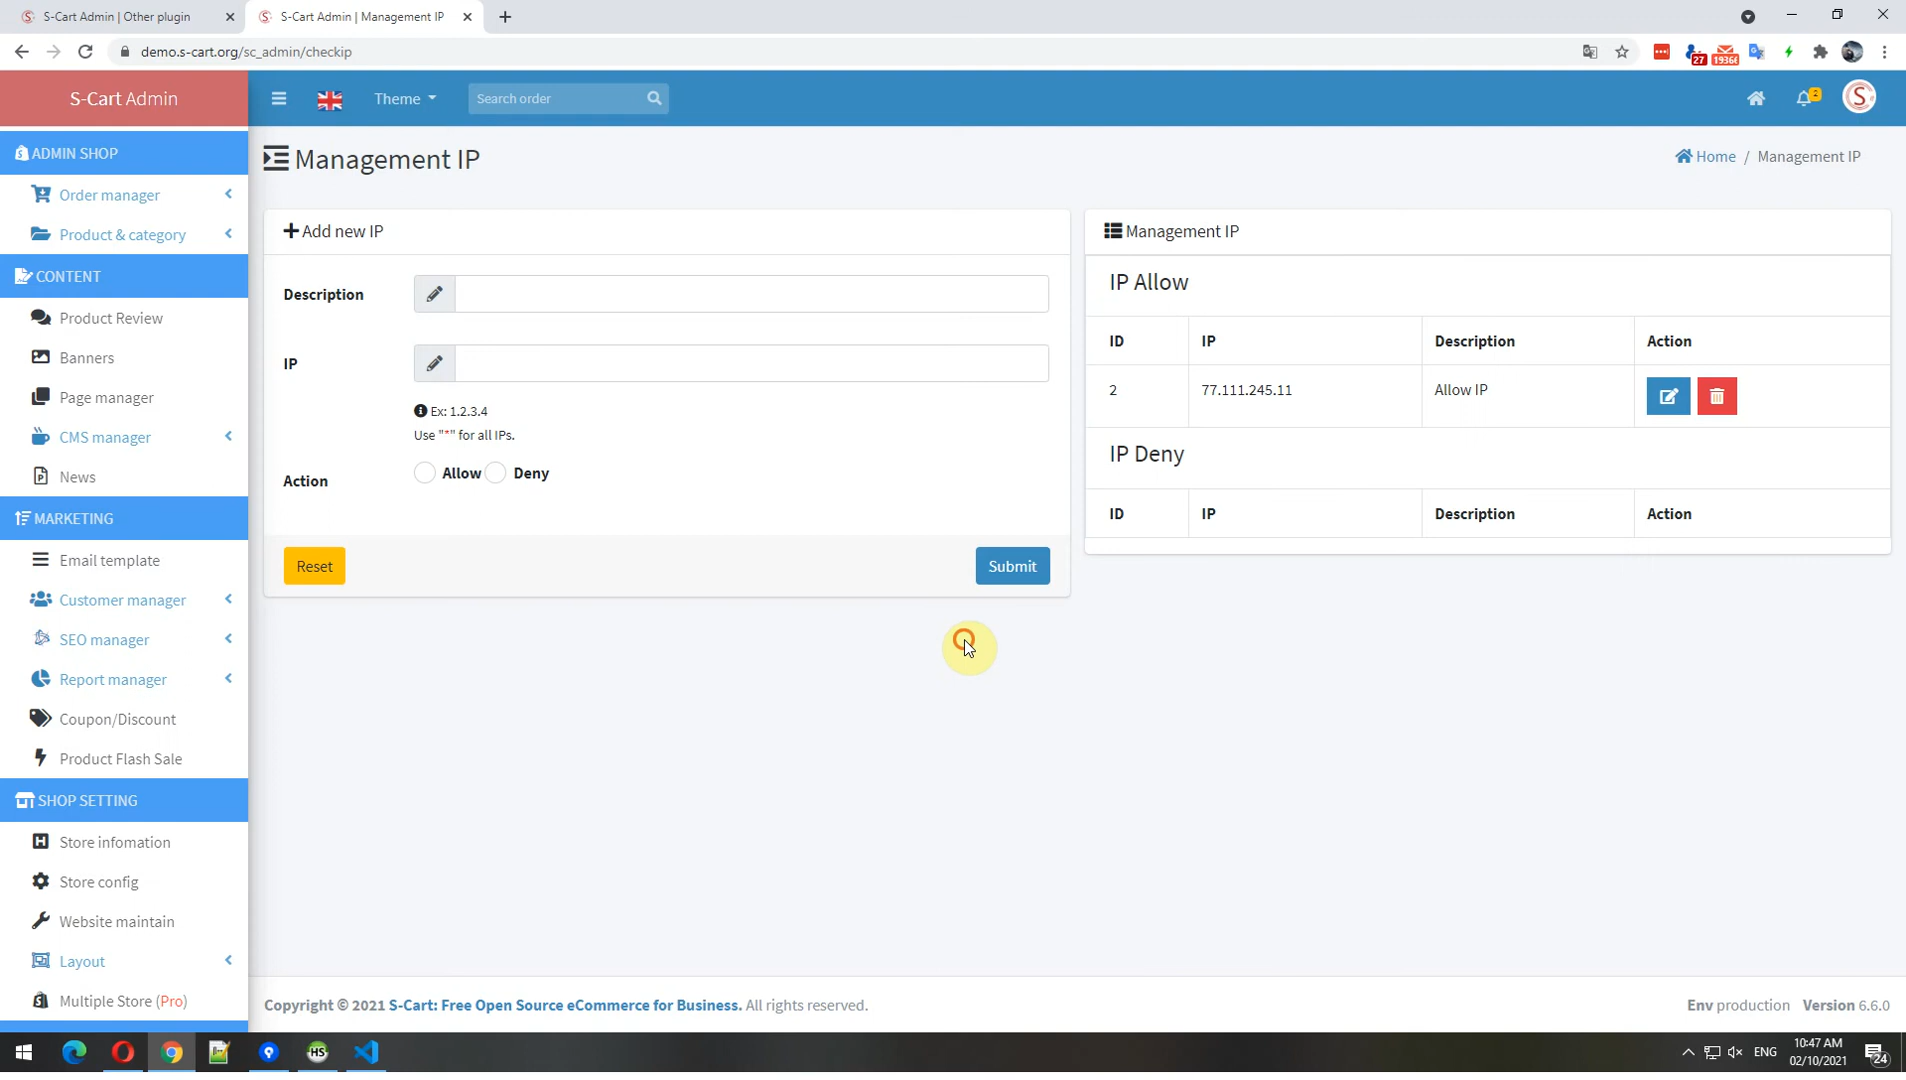 S-Cart Admin | Other plugin
S-Cart Admin | Management IP
demo.s-cart.org/sc_admin/checkip
27
1936
S-Cart Admin
Theme
Search order
2
ADMIN SHOP
Order manager
Product & category
CONTENT
Product Review
Banners
Page manager
CMS manager
News
MARKETING
Email template
Customer manager
SEO manager
Report manager
Coupon/Discount
Product Flash Sale
SHOP SETTING
Store infomation
Store config
Website maintain
Layout
Multiple Store (Pro)
Management IP
Home / Management IP
Add new IP
Description
IP
Ex: 1.2.3.4
Use "*" for all IPs.
Action
Allow
Deny
Reset
Submit
Management IP
IP Allow
ID IP Description Action
2 77.111.245.11 Allow IP
IP Deny
ID IP Description Action
Copyright © 2021 S-Cart: Free Open Source eCommerce for Business. All rights reserved.
Env production Version 6.6.0
HS
ENG
10:47 AM
02/10/2021
24